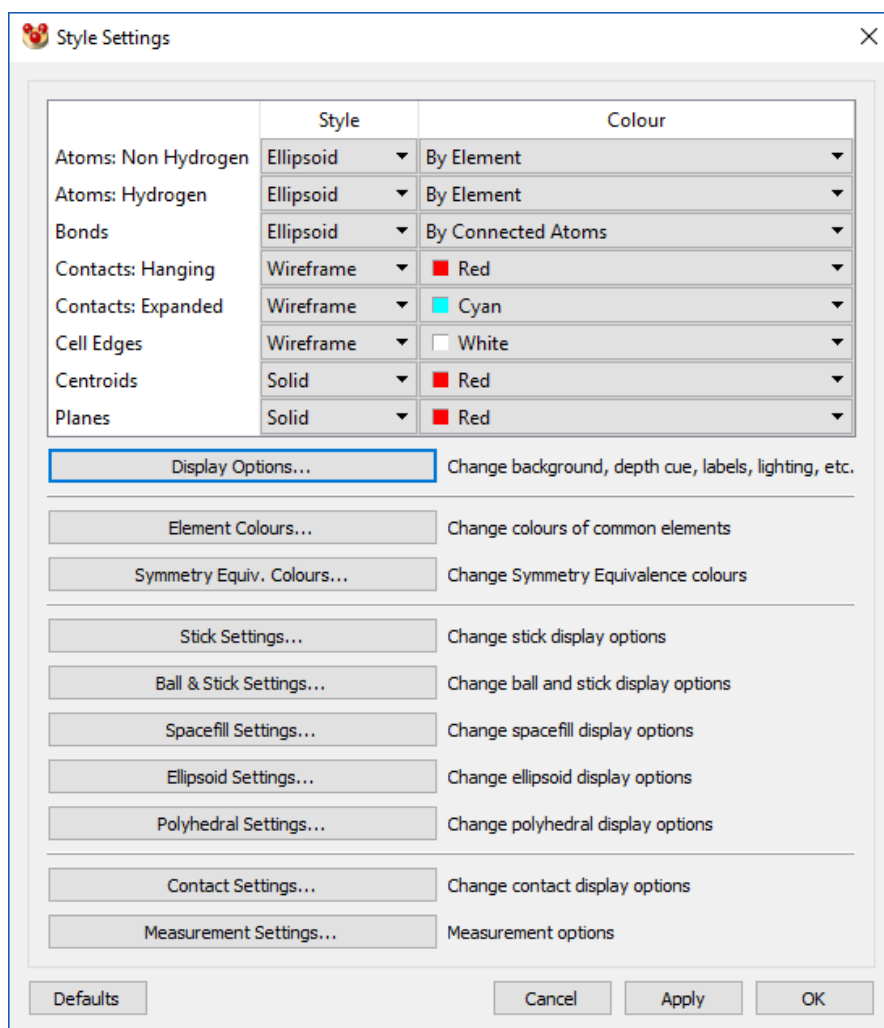 Style Settings
Style Colour
Atoms: Non Hydrogen Ellipsoid By Element
Atoms: Hydrogen Ellipsoid By Element
Bonds Ellipsoid By Connected Atoms
Contacts: Hanging Wireframe Red
Contacts: Expanded Wireframe Cyan
Cell Edges Wireframe White
Centroids Solid Red
Planes Solid Red
Display Options... Change background, depth cue, labels, lighting, etc.
Element Colours... Change colours of common elements
Symmetry Equiv. Colours... Change Symmetry Equivalence colours
Stick Settings... Change stick display options
Ball & Stick Settings... Change ball and stick display options
Spacefill Settings... Change spacefill display options
Ellipsoid Settings... Change ellipsoid display options
Polyhedral Settings... Change polyhedral display options
Contact Settings... Change contact display options
Measurement Settings... Measurement options
Defaults Cancel Apply OK